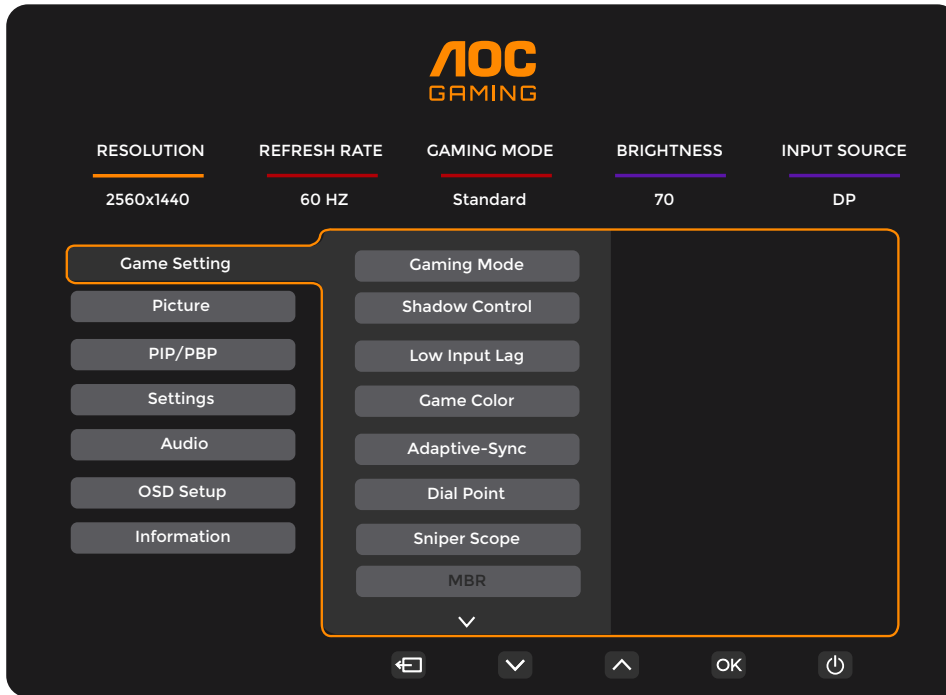 AOC
GAMING
RESOLUTION REFRESH RATE GAMING MODE BRIGHTNESS INPUT SOURCE
2560x1440 60 HZ Standard 70 DP
Game Setting
Picture
PIP/PBP
Settings
Audio
OSD Setup
Information
Gaming Mode
Shadow Control
Low Input Lag
Game Color
Adaptive-Sync
Dial Point
Sniper Scope
MBR
OK